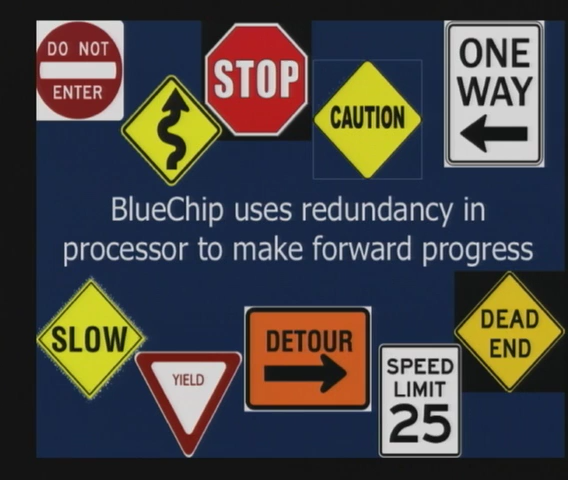 DO NOT
ENTER
STOP
CAUTION
ONE
WAY
BlueChip uses redundancy in
processor to make forward progress
SLOW
YIELD
DETOUR
SPEED
LIMIT
25
DEAD
END